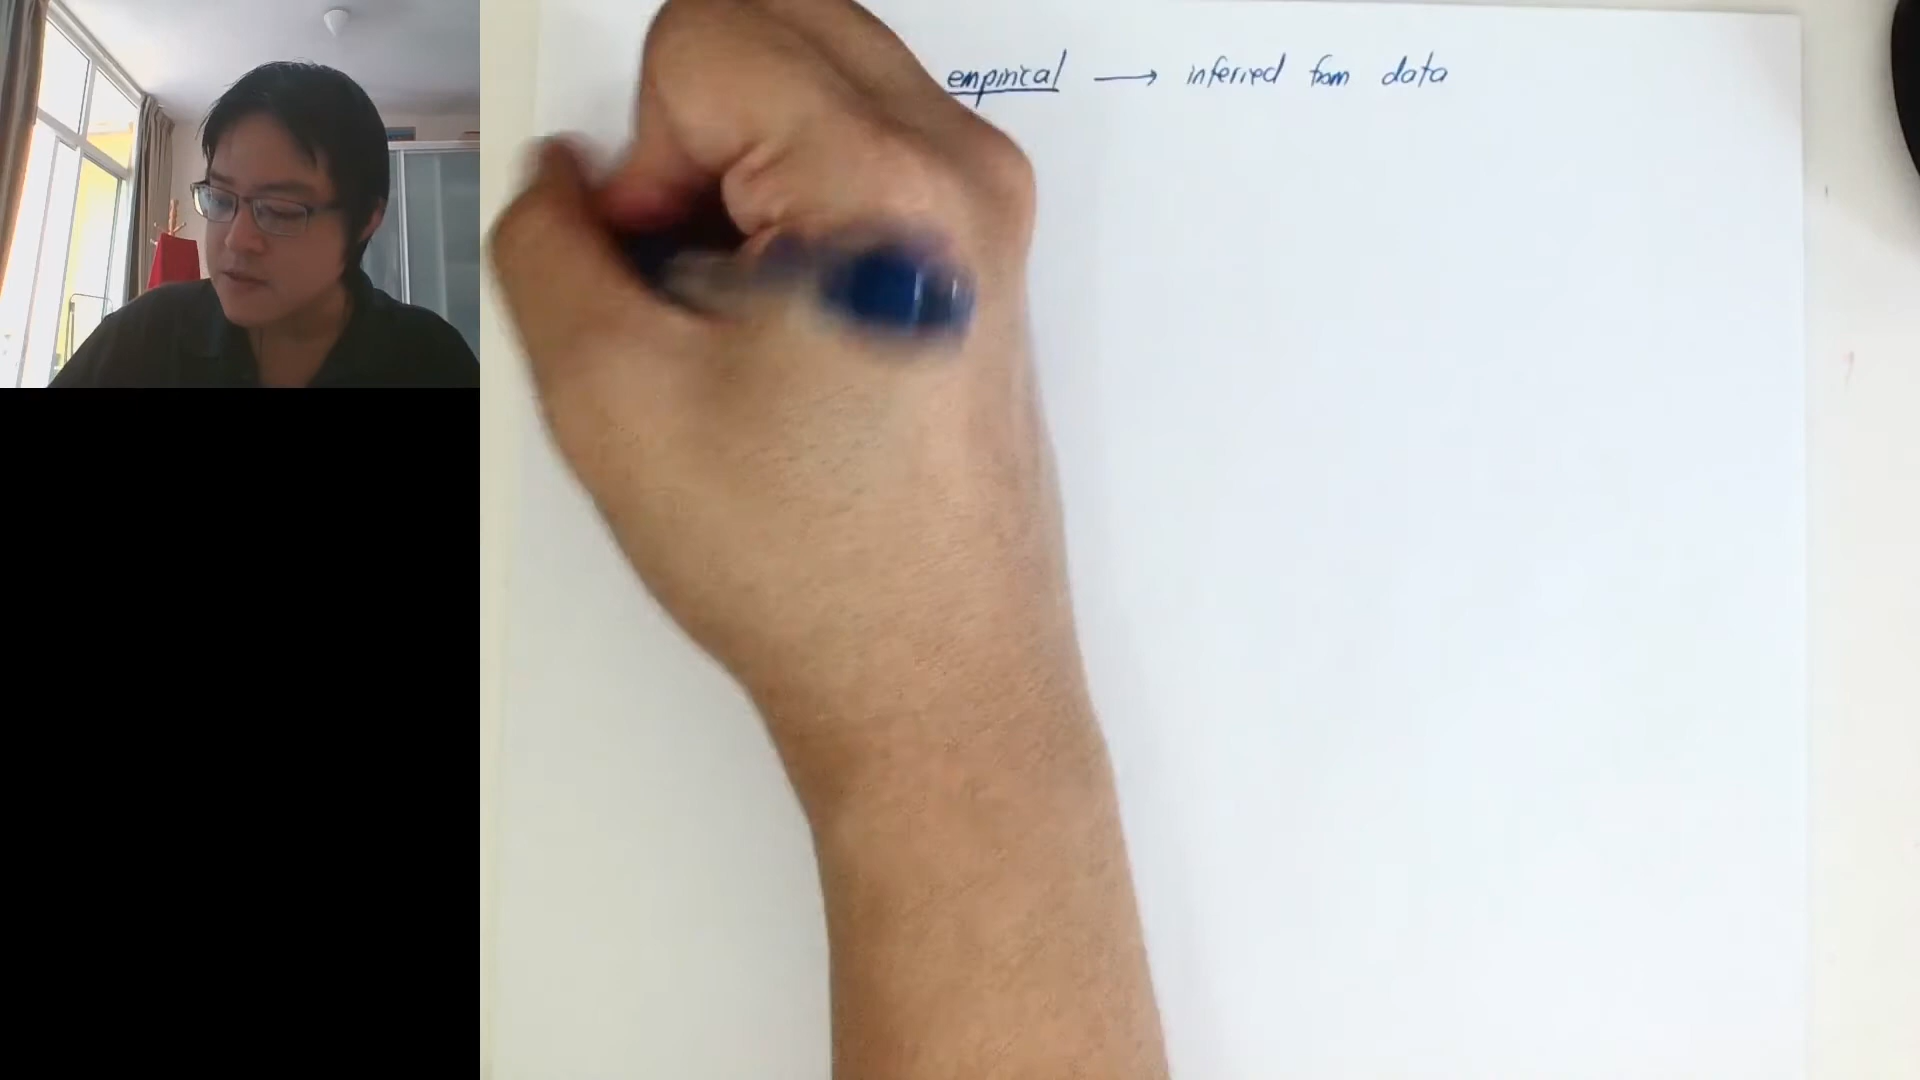 empirical → inferred from data